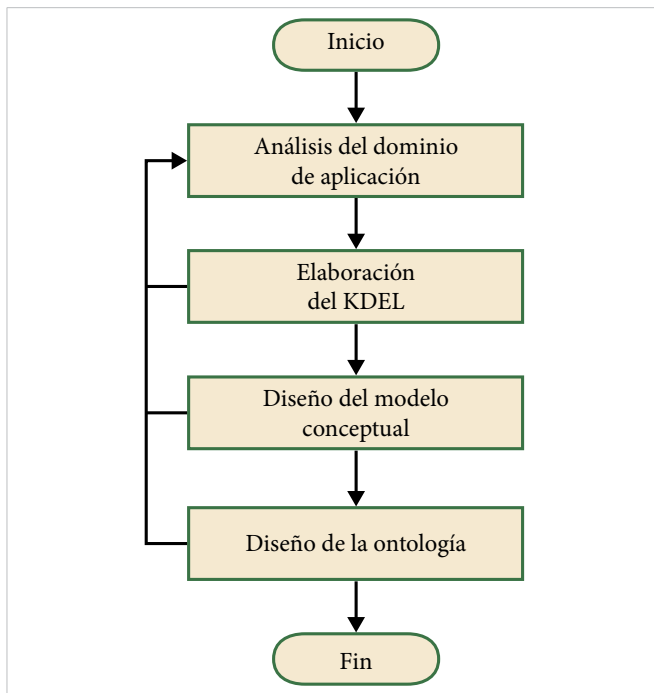 Inicio
Análisis del dominio
de aplicación
Elaboración
del KDEL
Diseño del modelo
conceptual
Diseño de la ontología
Fin